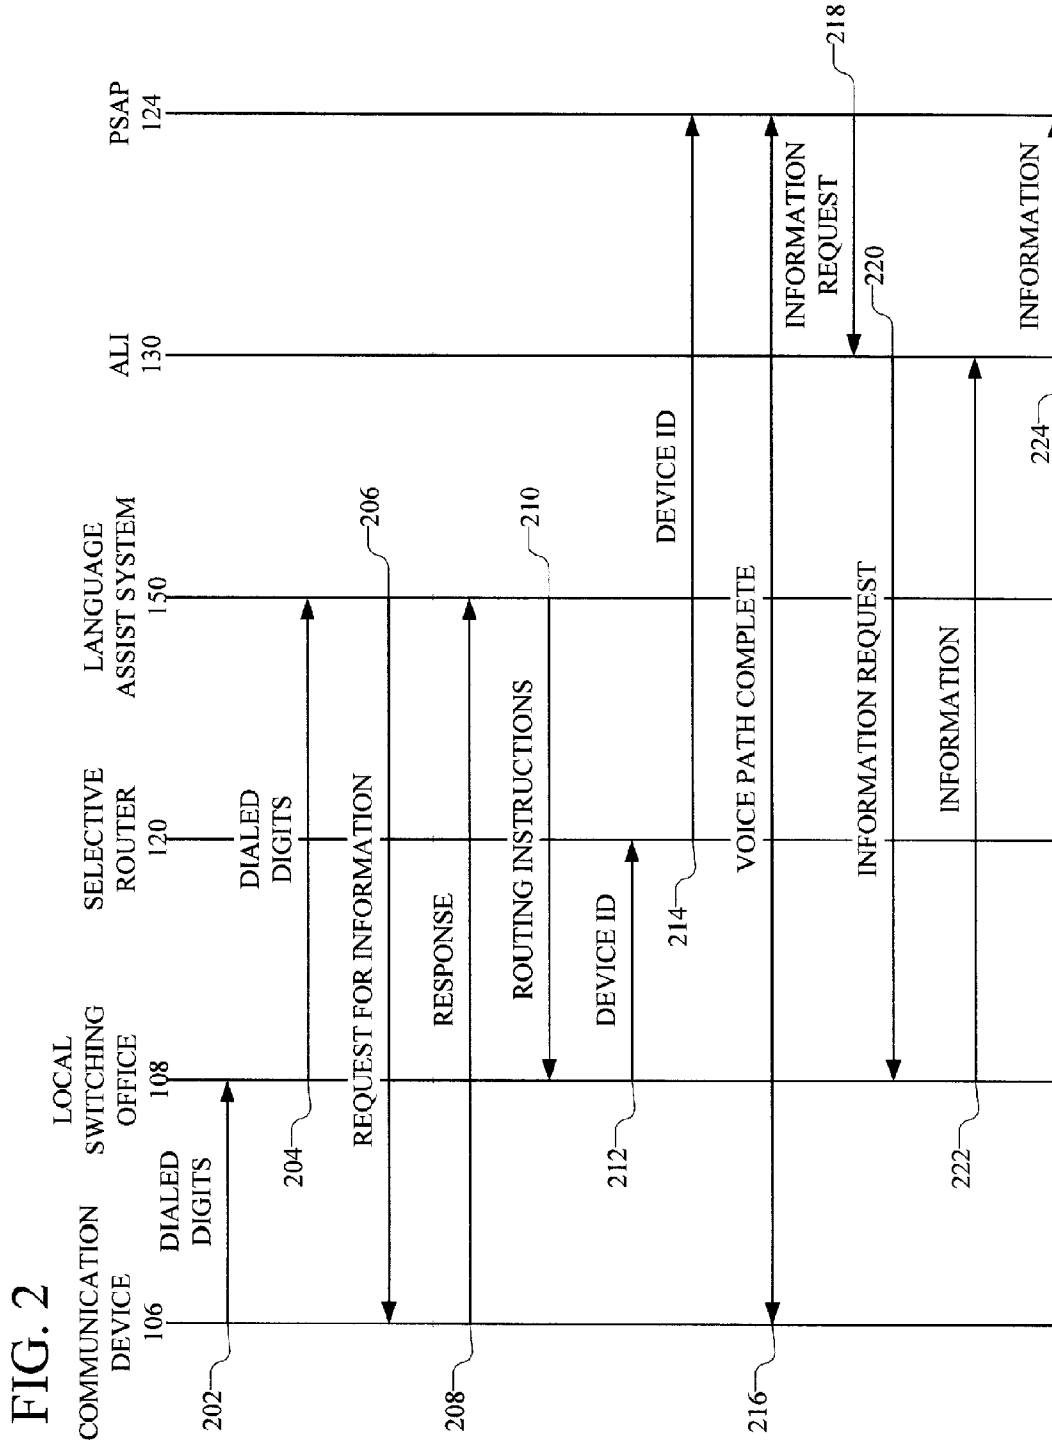 FIG. 2
COMMUNICATION
DEVICE
106
LOCAL
SWITCHING
OFFICE
108
SELECTIVE
ROUTER
120
LANGUAGE
ASSIST SYSTEM
150
ALI
130
PSAP
124
202
DIALED
DIGITS
204
DIALED
DIGITS
REQUEST FOR INFORMATION
206
208
RESPONSE
ROUTING INSTRUCTIONS
210
212
DEVICE ID
214
DEVICE ID
216
VOICE PATH COMPLETE
INFORMATION
REQUEST
218
INFORMATION REQUEST
220
222
INFORMATION
224
INFORMATION